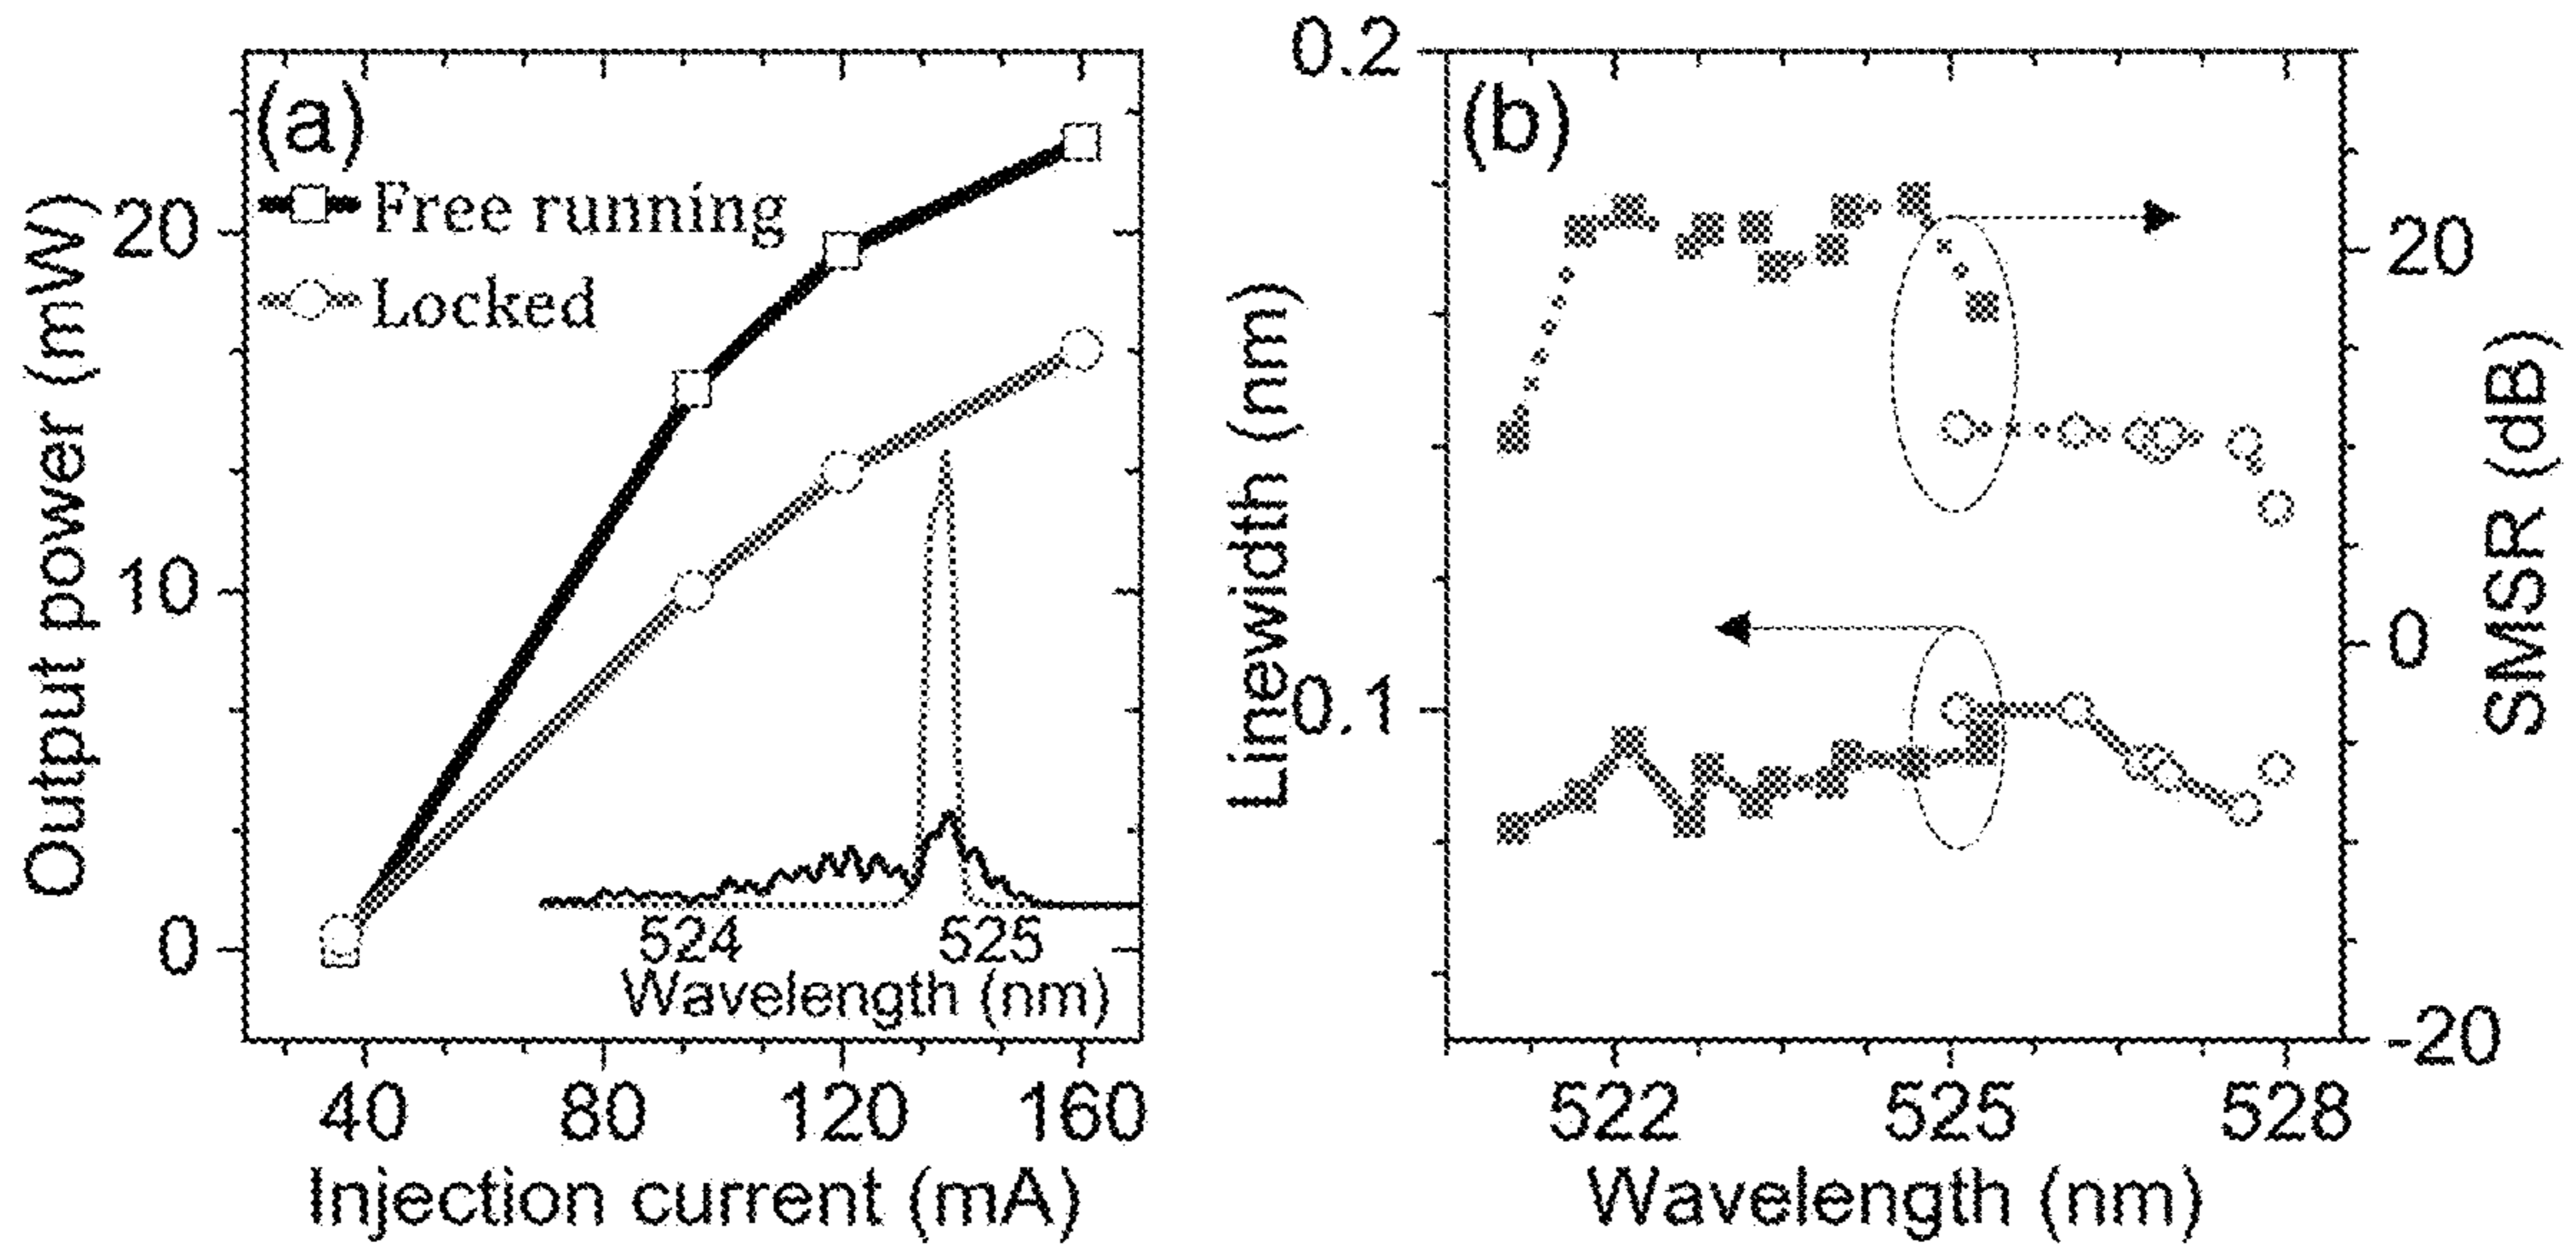 (a)
Free running
Locked
20
10
0
Output power (mW)
524
525
Wavelength (nm)
40
80
120
160
Injection current (mA)
(b)
0.2
0.1
Linewidth (nm)
20
0
-20
SMSR (dB)
522
525
528
Wavelength (nm)